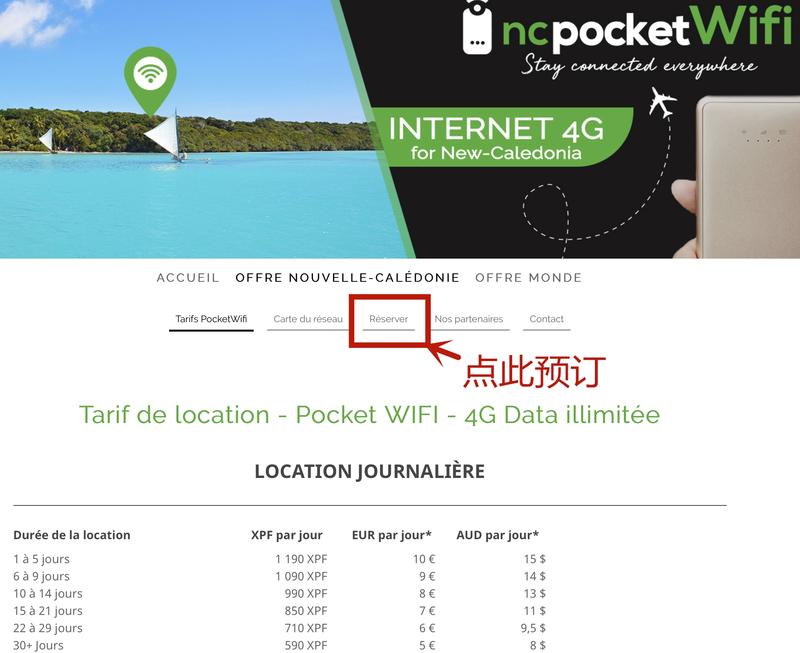 ncpocketWifi
Stay connected everywhere
INTERNET 4G
for New-Caledonia
ACCUEIL OFFRE NOUVELLE-CALÉDONIE OFFRE MONDE
Tarifs PocketWifi Carte du réseau Réserver Nos partenaires Contact
点此预订
Tarif de location - Pocket WIFI - 4G Data illimitée
LOCATION JOURNALIÈRE
Durée de la location XPF par jour EUR par jour* AUD par jour*
1 à 5 jours 1 190 XPF 10 € 15 $
6 à 9 jours 1 090 XPF 9 € 14 $
10 à 14 jours 990 XPF 8 € 13 $
15 à 21 jours 850 XPF 7 € 11 $
22 à 29 jours 710 XPF 6 € 9,5 $
30+ Jours 590 XPF 5 € 8 $